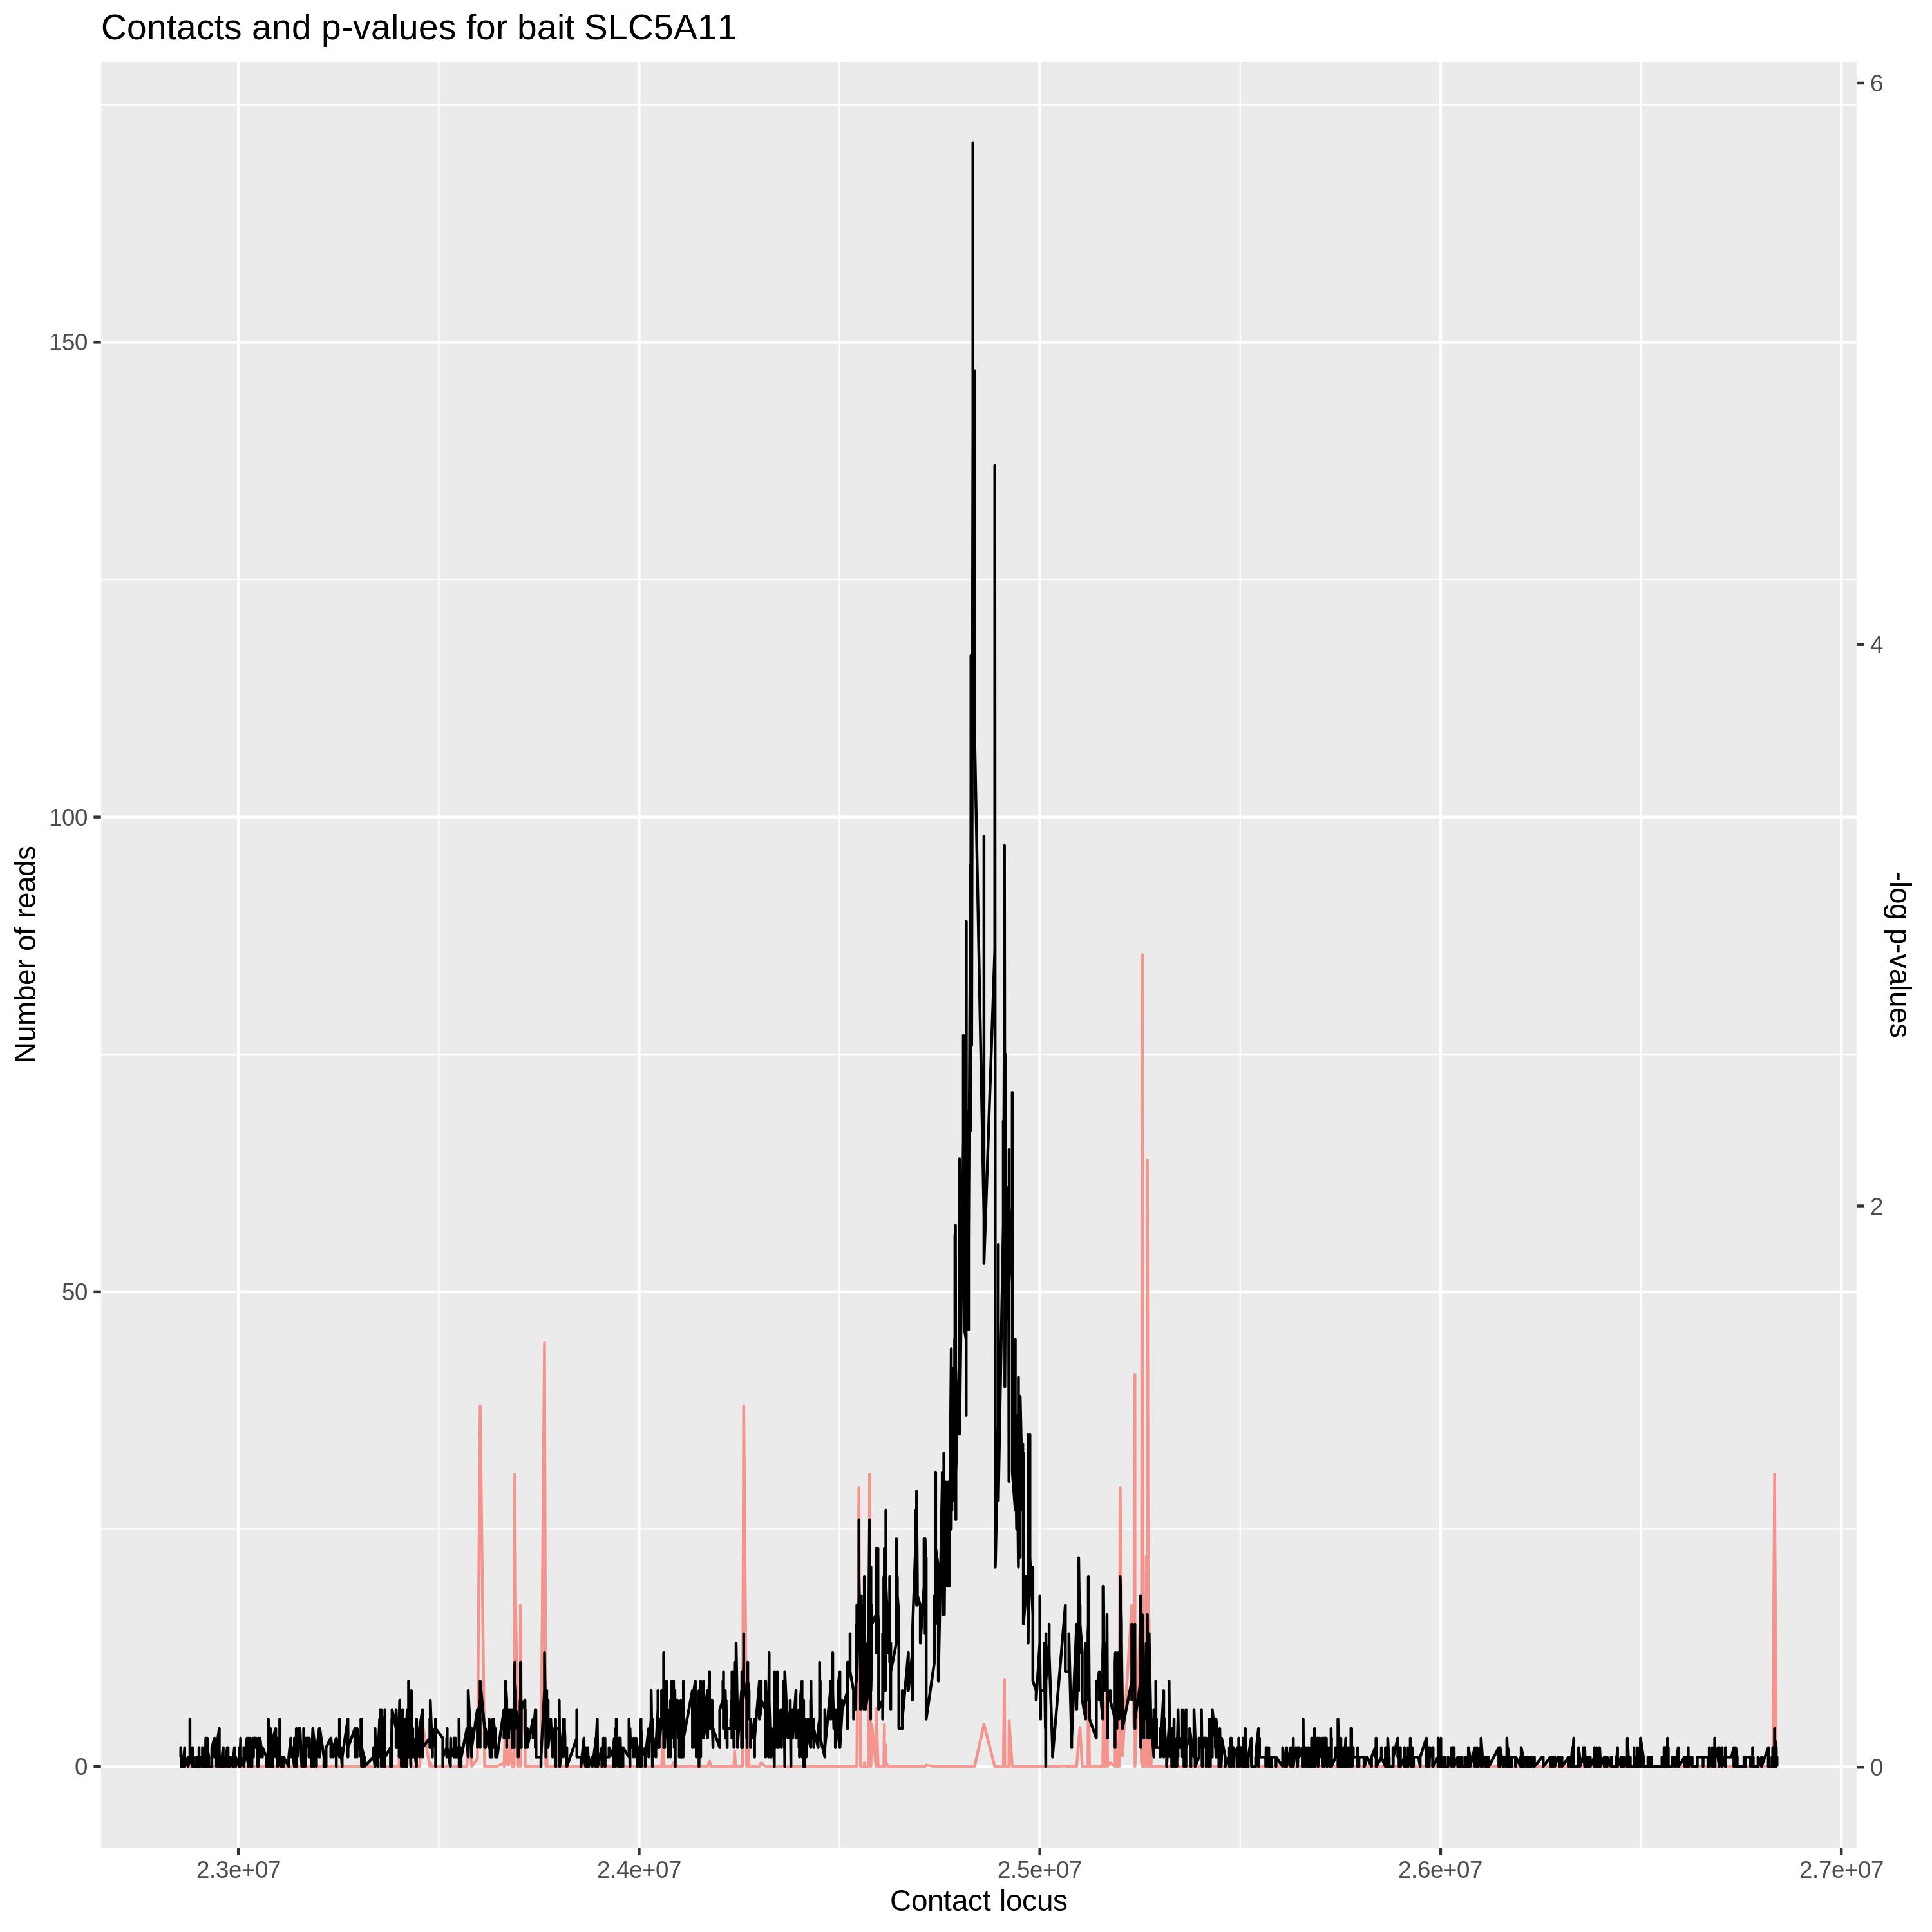 Contacts and p-values for bait SLC5A11
6
150
4
100
Number of reads
-log p-values
2
50
0
0
2.3e+07
2.4e+07
2.5e+07
2.6e+07
2.7e+07
Contact locus